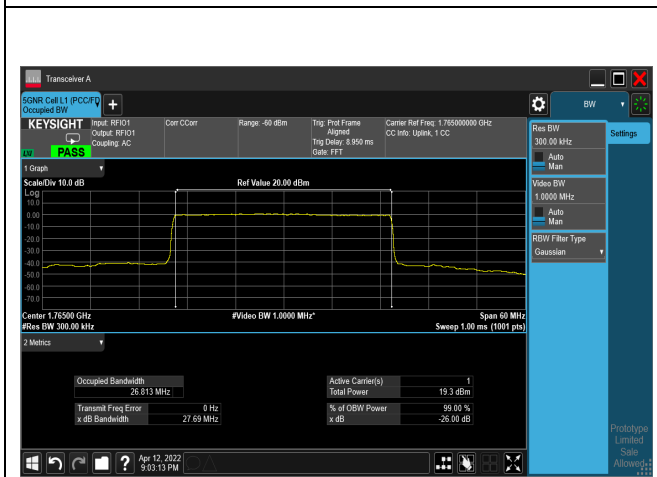 Transceiver A
5GNR Cell L1 (PCC/FD
Occupied BW
BW
KEYSIGHT
Input: RFIO1
Output: RFIO1
Coupling: AC
Corr CCorr
Range: -60 dBm
Trig: Prot Frame
Aligned
Trig Delay: 8.950 ms
Gate: FFT
Carrier Ref Freq: 1.765000000 GHz
CC Info: Uplink, 1 CC
LVI PASS
Res BW
300.00 kHz
Auto
Man
Settings
Video BW
1.0000 MHz
Auto
Man
RBW Filter Type
Gaussian
1 Graph
Scale/Div 10.0 dB
Ref Value 20.00 dBm
Log
10.0
0.00
-10.0
-20.0
-30.0
-40.0
-50.0
-60.0
-70.0
Center 1.76500 GHz
#Video BW 1.0000 MHz*
Span 60 MHz
#Res BW 300.00 kHz
Sweep 1.00 ms (1001 pts)
2 Metrics
Occupied Bandwidth
26.813 MHz
Active Carrier(s) 1
Total Power 19.3 dBm
Transmit Freq Error 0 Hz
x dB Bandwidth 27.69 MHz
% of OBW Power 99.00 %
x dB -26.00 dB
Prototype
Limited
Sale
Allowed
? Apr 12, 2022
9:03:13 PM